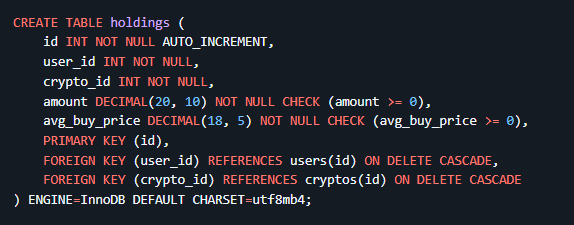 CREATE TABLE holdings (
    id INT NOT NULL AUTO_INCREMENT,
    user_id INT NOT NULL,
    crypto_id INT NOT NULL,
    amount DECIMAL(20, 10) NOT NULL CHECK (amount >= 0),
    avg_buy_price DECIMAL(18, 5) NOT NULL CHECK (avg_buy_price >= 0),
    PRIMARY KEY (id),
    FOREIGN KEY (user_id) REFERENCES users(id) ON DELETE CASCADE,
    FOREIGN KEY (crypto_id) REFERENCES cryptos(id) ON DELETE CASCADE
) ENGINE=InnoDB DEFAULT CHARSET=utf8mb4;